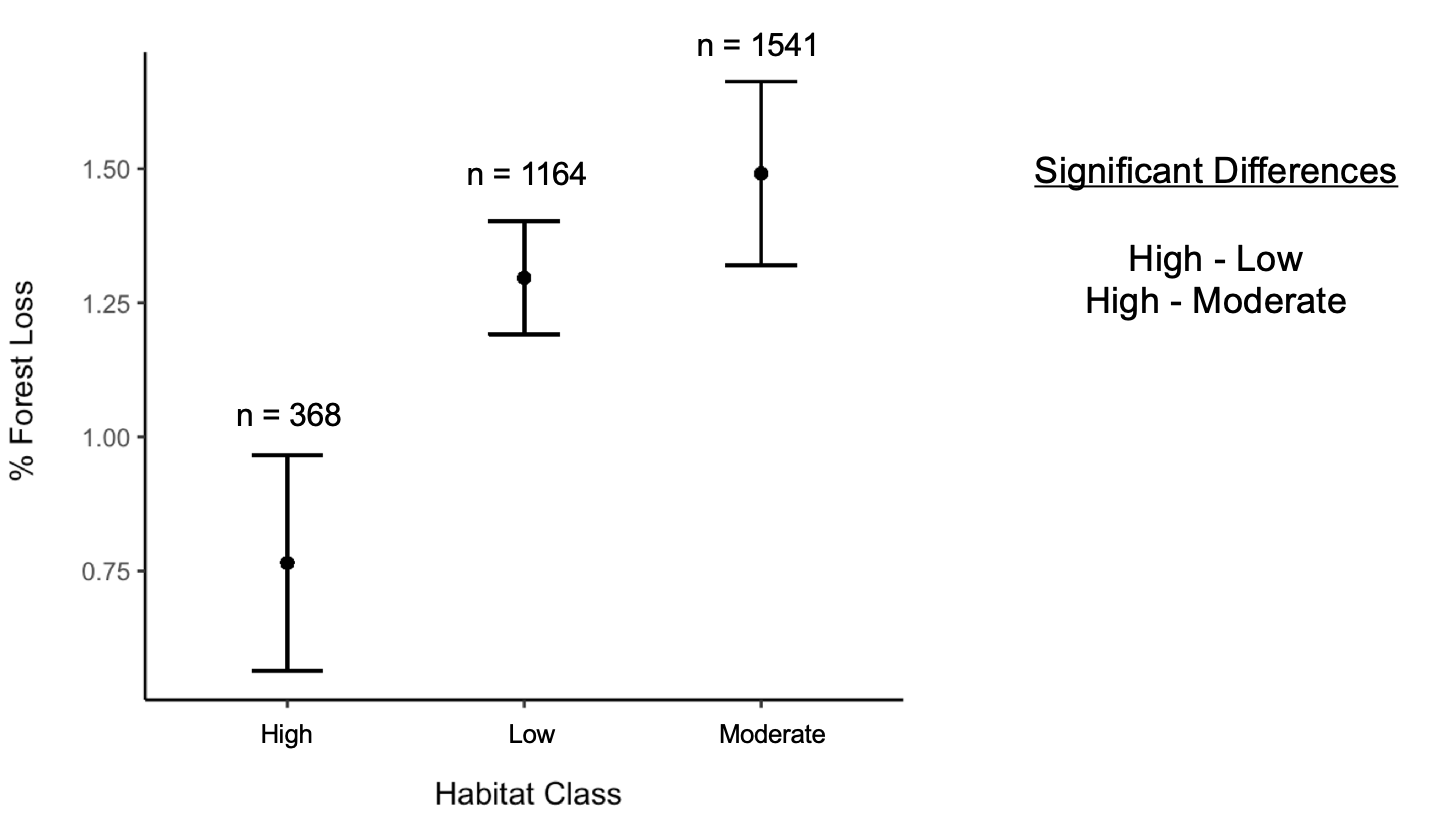 n = 1541
n = 1164
n = 368
% Forest Loss
1.50
1.25
1.00
0.75
High
Low
Moderate
Habitat Class
Significant Differences
High - Low
High - Moderate